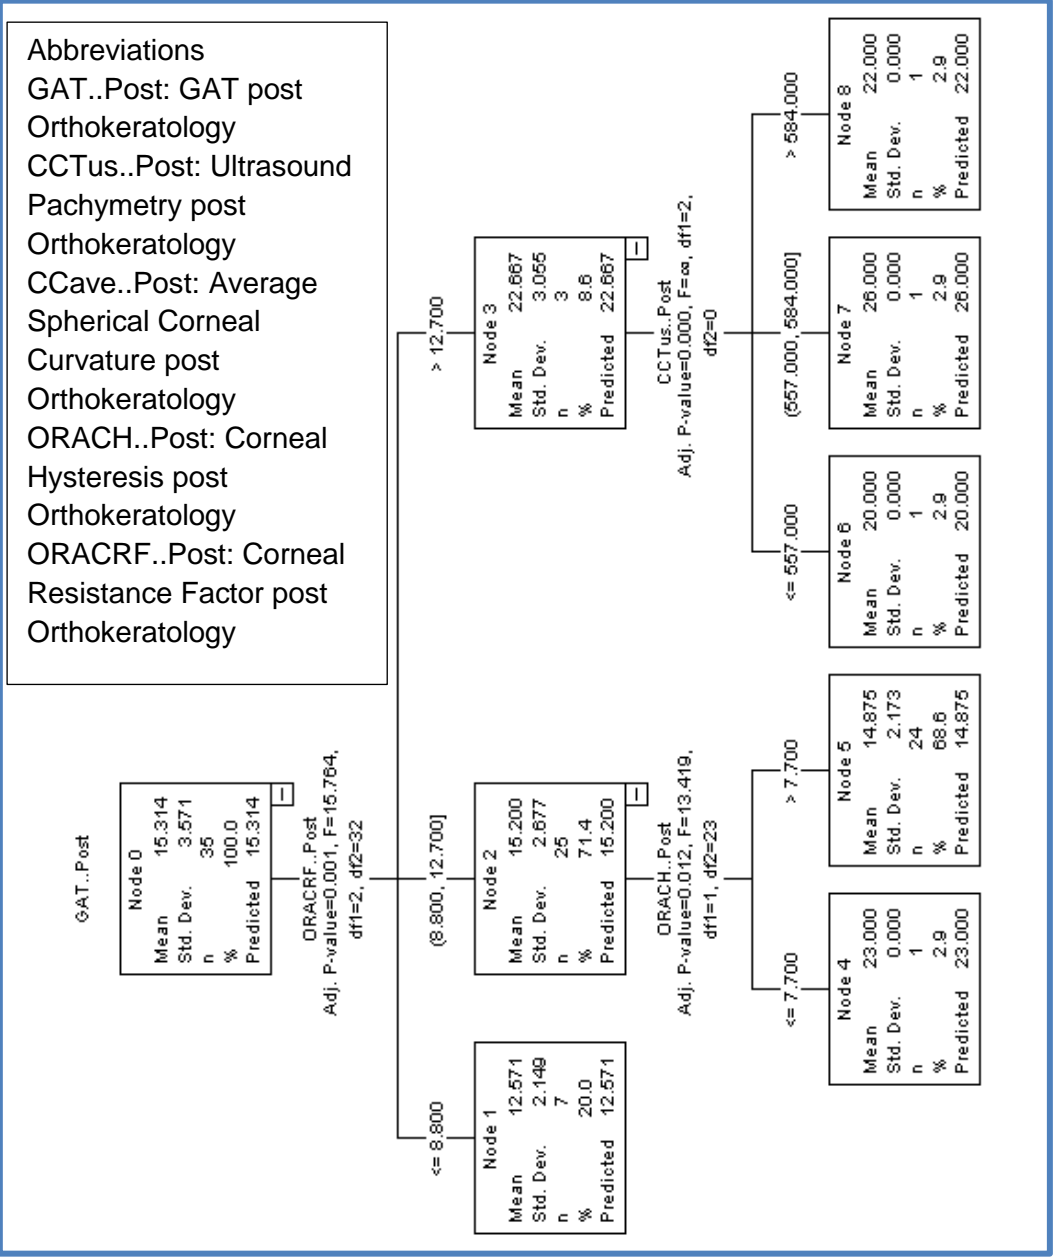 Abbreviations
GAT..Post: GAT post
Orthokeratology
CCTus..Post: Ultrasound
Pachymetry post
Orthokeratology
CCave..Post: Average
Spherical Corneal
Curvature post
Orthokeratology
ORACH..Post: Corneal
Hysteresis post
Orthokeratology
ORACRF..Post: Corneal
Resistance Factor post
Orthokeratology
GAT..Post
Node 0
Mean 15.314
Std. Dev. 3.571
n 35
% 100.0
Predicted 15.314
ORACRF..Post
Adj. P-value=0.001, F=15.764,
df1=2, df2=32
<= 8.800
Node 1
Mean 12.571
Std. Dev. 2.149
n 7
% 20.0
Predicted 12.571
(8.800, 12.700]
Node 2
Mean 15.200
Std. Dev. 2.677
n 25
% 71.4
Predicted 15.200
ORACH..Post
Adj. P-value=0.012, F=13.419,
df1=1, df2=23
> 12.700
Node 3
Mean 22.667
Std. Dev. 3.055
n 3
% 8.6
Predicted 22.667
CCTus..Post
Adj. P-value=0.000, F=∞, df1=2,
df2=0
<= 7.700
Node 4
Mean 23.000
Std. Dev. 0.000
n 1
% 2.9
Predicted 23.000
> 7.700
Node 5
Mean 14.875
Std. Dev. 2.173
n 24
% 68.6
Predicted 14.875
<= 557.000
Node 6
Mean 20.000
Std. Dev. 0.000
n 1
% 2.9
Predicted 20.000
(557.000, 584.000]
Node 7
Mean 26.000
Std. Dev. 0.000
n 1
% 2.9
Predicted 26.000
> 584.000
Node 8
Mean 22.000
Std. Dev. 0.000
n 1
% 2.9
Predicted 22.000